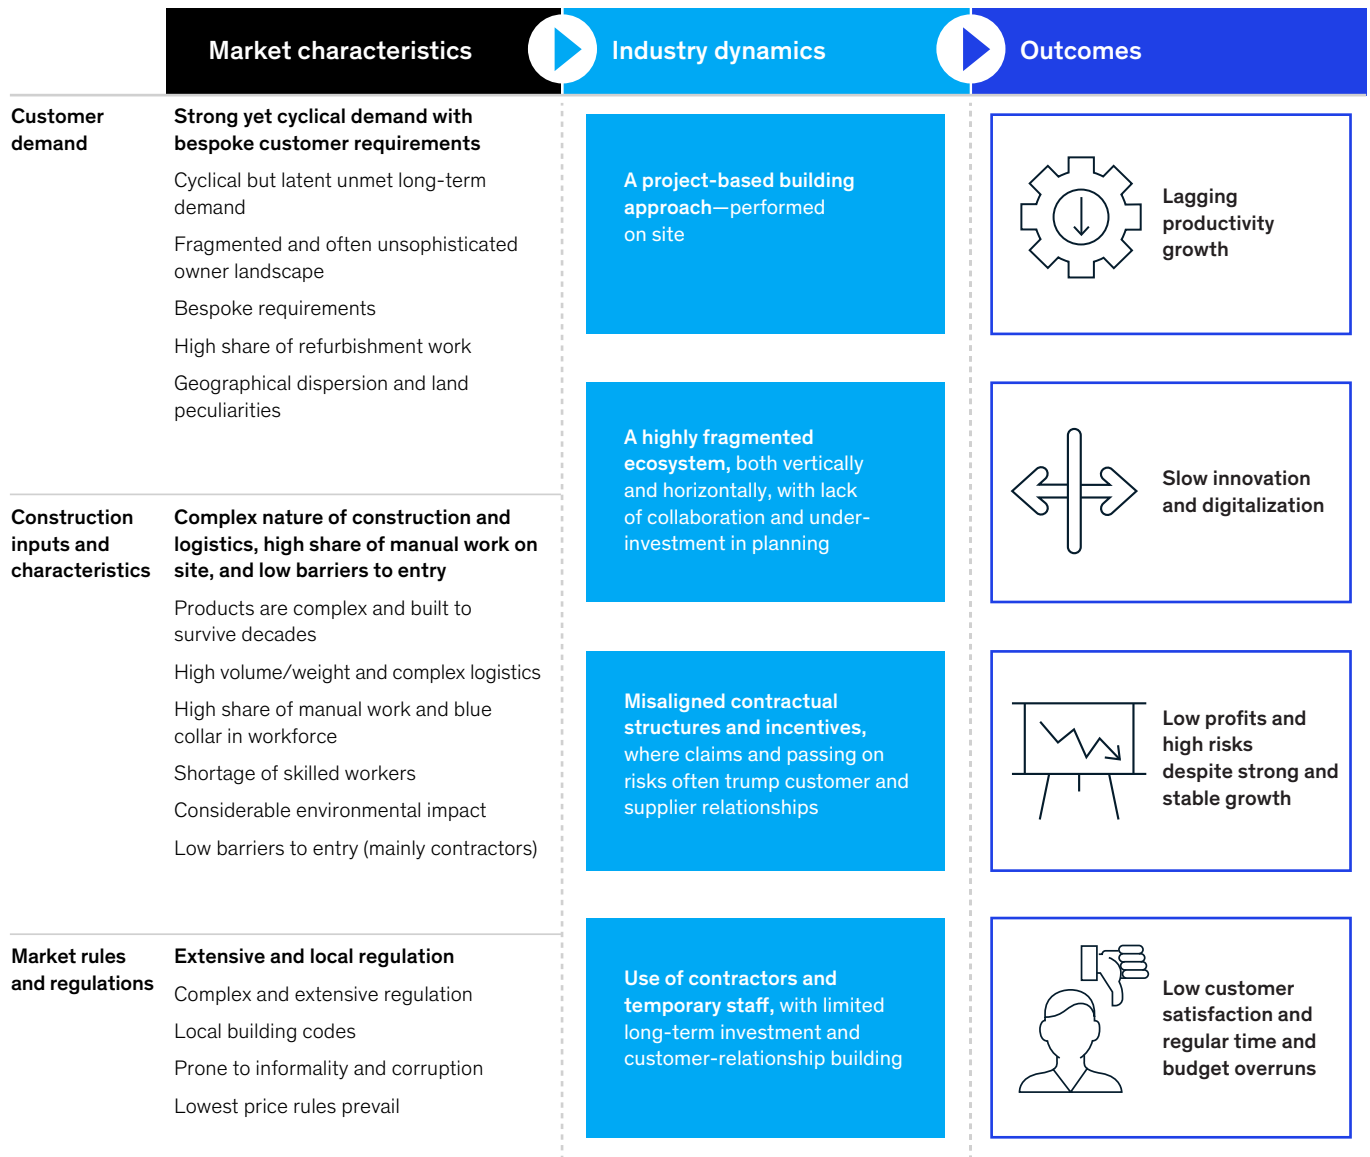 Market characteristics
Industry dynamics
Outcomes
Customer
demand
Strong yet cyclical demand with
bespoke customer requirements
Cyclical but latent unmet long-term
demand
Fragmented and often unsophisticated
owner landscape
Bespoke requirements
High share of refurbishment work
Geographical dispersion and land
peculiarities
Construction
inputs and
characteristics
Complex nature of construction and
logistics, high share of manual work on
site, and low barriers to entry
Products are complex and built to
survive decades
High volume/weight and complex logistics
High share of manual work and blue
collar in workforce
Shortage of skilled workers
Considerable environmental impact
Low barriers to entry (mainly contractors)
Market rules
and regulations
Extensive and local regulation
Complex and extensive regulation
Local building codes
Prone to informality and corruption
Lowest price rules prevail
A project-based building
approach—performed
on site
A highly fragmented
ecosystem, both vertically
and horizontally, with lack
of collaboration and under-
investment in planning
Misaligned contractual
structures and incentives,
where claims and passing on
risks often trump customer and
supplier relationships
Use of contractors and
temporary staff, with limited
long-term investment and
customer-relationship building
Lagging
productivity
growth
Slow innovation
and digitalization
Low profits and
high risks
despite strong and
stable growth
Low customer
satisfaction and
regular time and
budget overruns